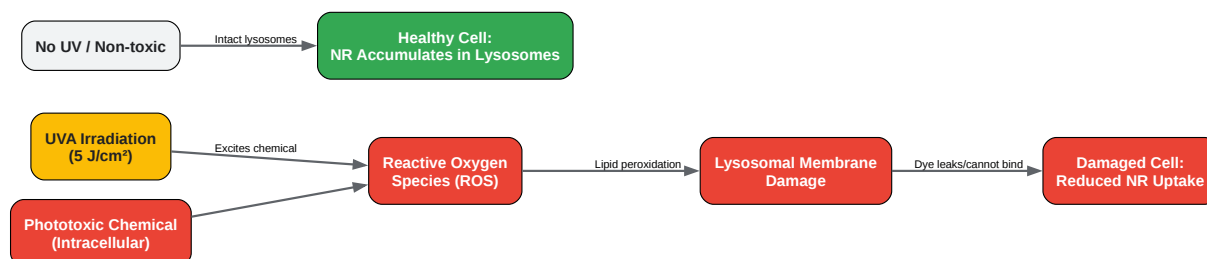 No UV / Non-toxic
Intact lysosomes
Healthy Cell:
NR Accumulates in Lysosomes
UVA Irradiation
(5 J/cm²)
Excites chemical
Phototoxic Chemical
(Intracellular)
Reactive Oxygen
Species (ROS)
Lipid peroxidation
Lysosomal Membrane
Damage
Dye leaks/cannot bind
Damaged Cell:
Reduced NR Uptake